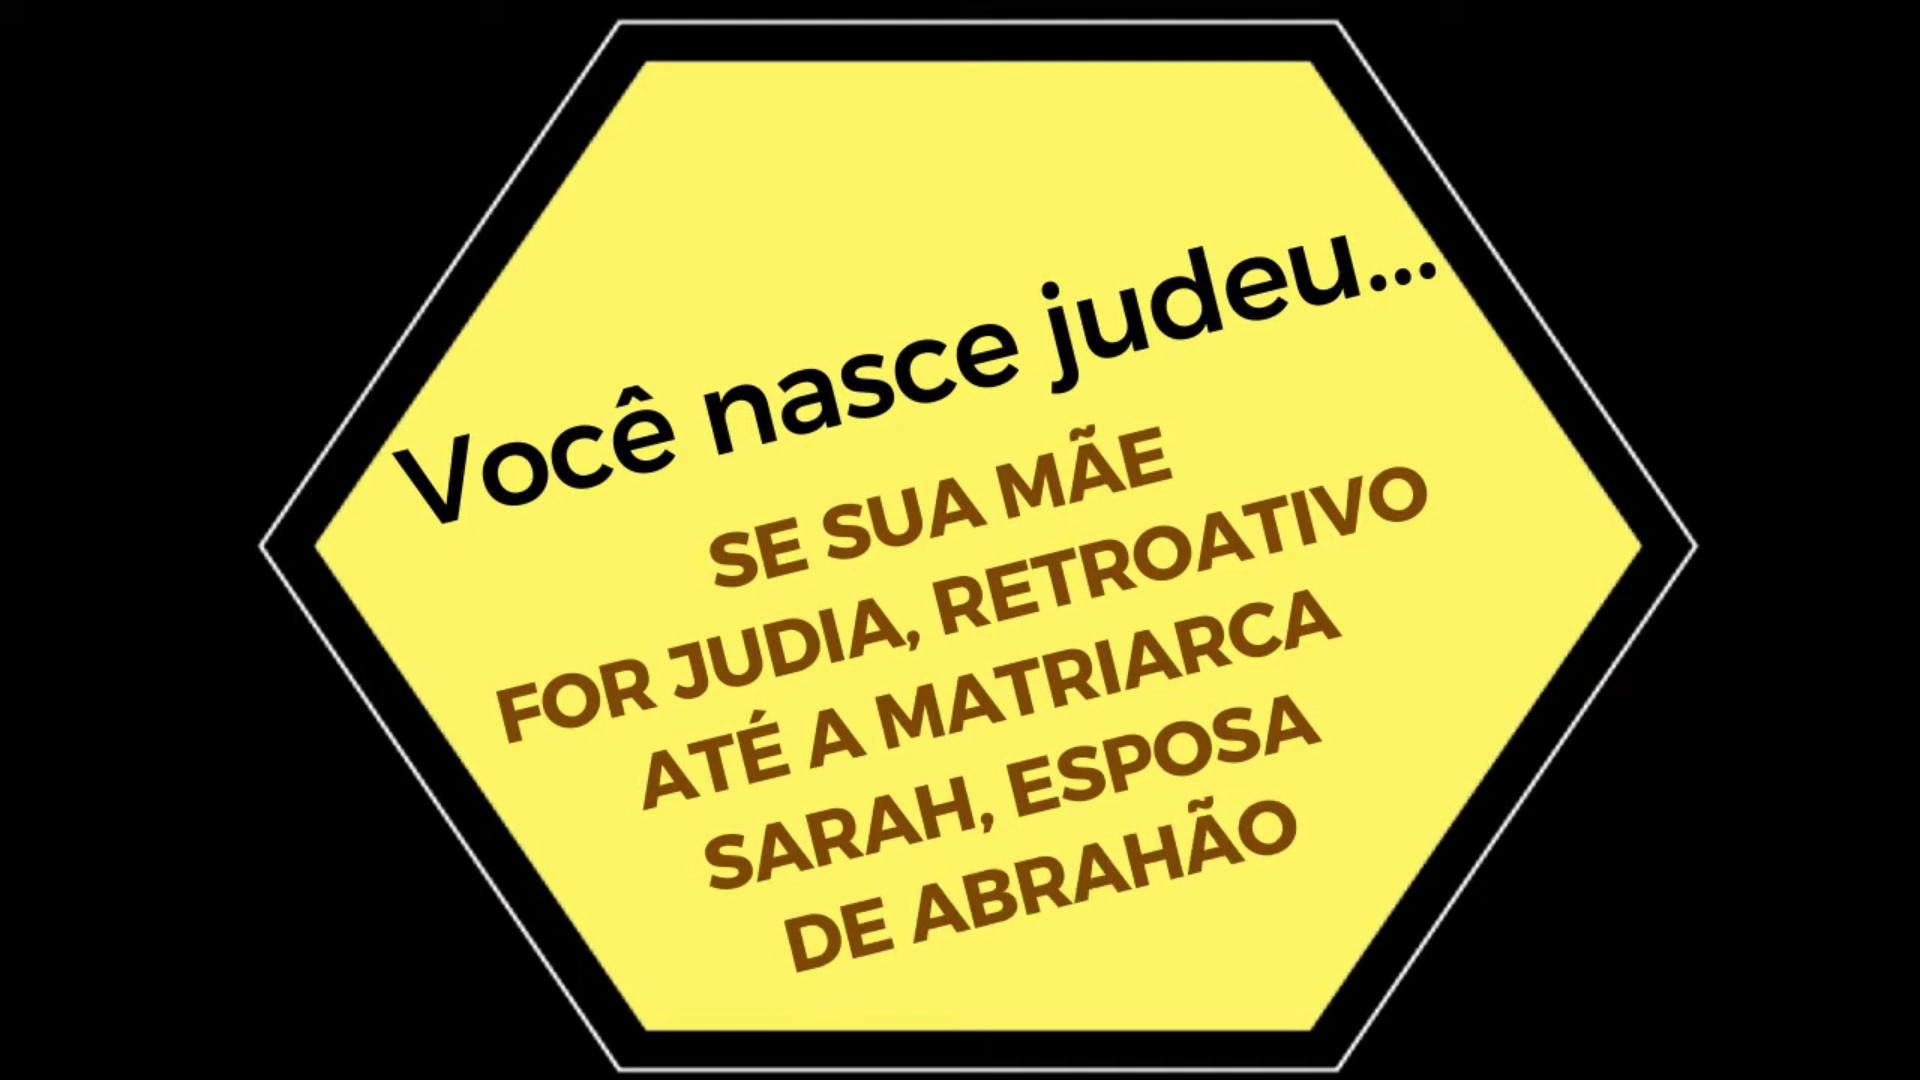 Você nasce judeu...
SE SUA MÃE
FOR JUDIA, RETROATIVO
ATÉ A MATRIARCA
SARAH, ESPOSA
DE ABRAHÃO